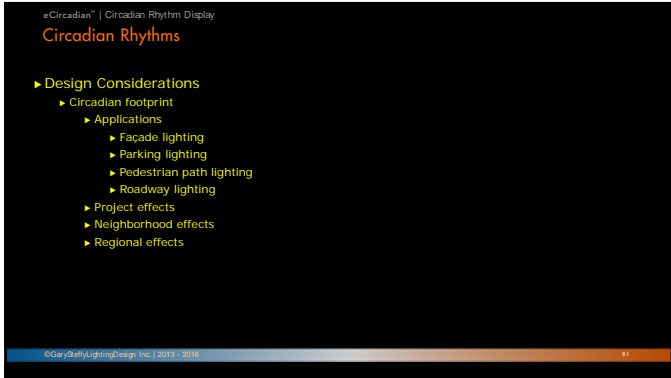 eCircadian™ | Circadian Rhythm Display
Circadian Rhythms
► Design Considerations
► Circadian footprint
► Applications
► Façade lighting
► Parking lighting
► Pedestrian path lighting
► Roadway lighting
► Project effects
► Neighborhood effects
► Regional effects
©GarySteffyLightingDesign Inc. | 2013 - 2016